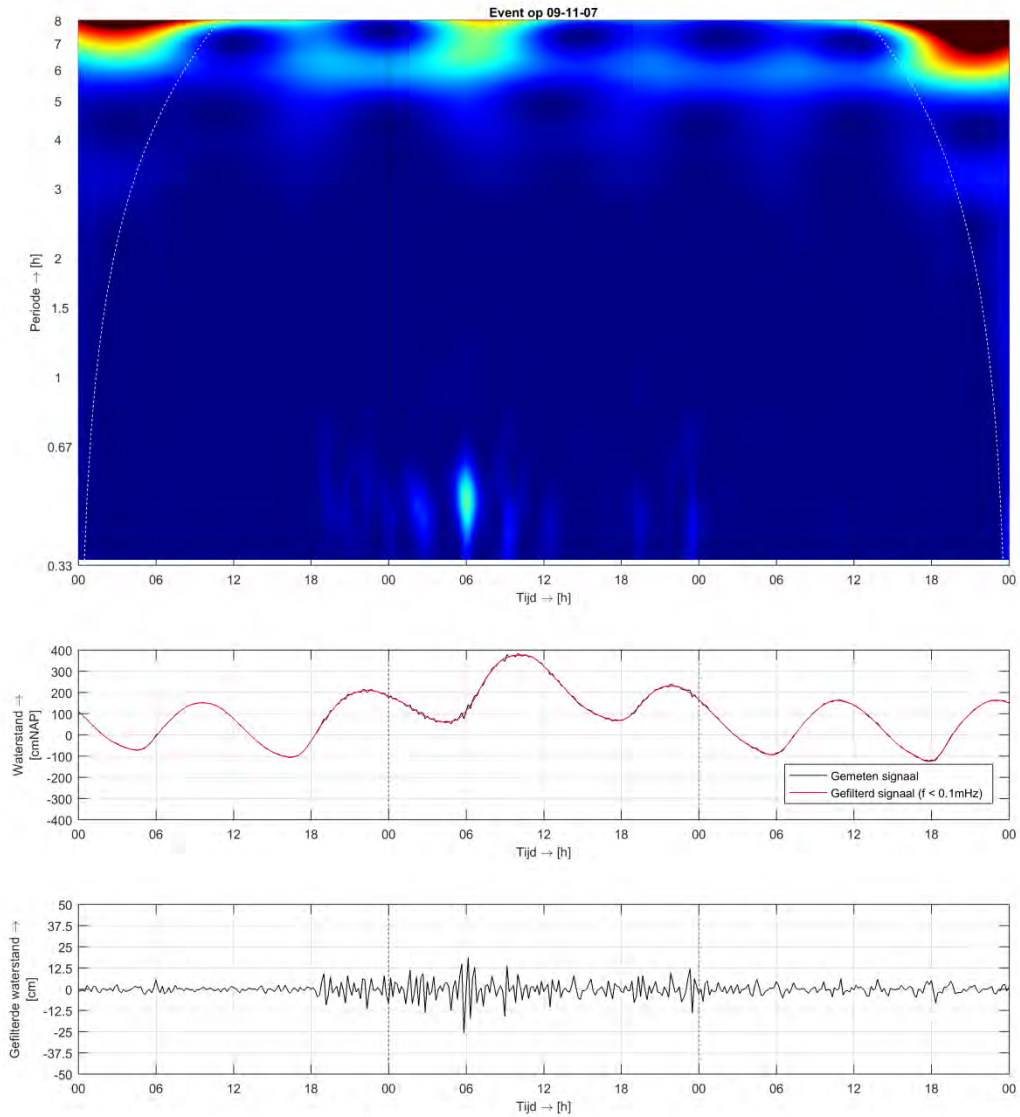 Event op 09-11-07
Periode → [h]
8
7
6
5
4
3
2
1.5
1
0.67
0.33
00 06 12 18 00 06 12 18 00 06 12 18 00
Tijd → [h]
Waterstand →
[cmNAP]
400
300
200
100
0
-100
-200
-300
-400
Gemeten signaal
Gefilterd signaal (f < 0.1mHz)
00 06 12 18 00 06 12 18 00 06 12 18 00
Tijd → [h]
Gefilterde waterstand →
[cm]
50
37.5
25
12.5
0
-12.5
-25
-37.5
-50
00 06 12 18 00 06 12 18 00 06 12 18 00
Tijd → [h]